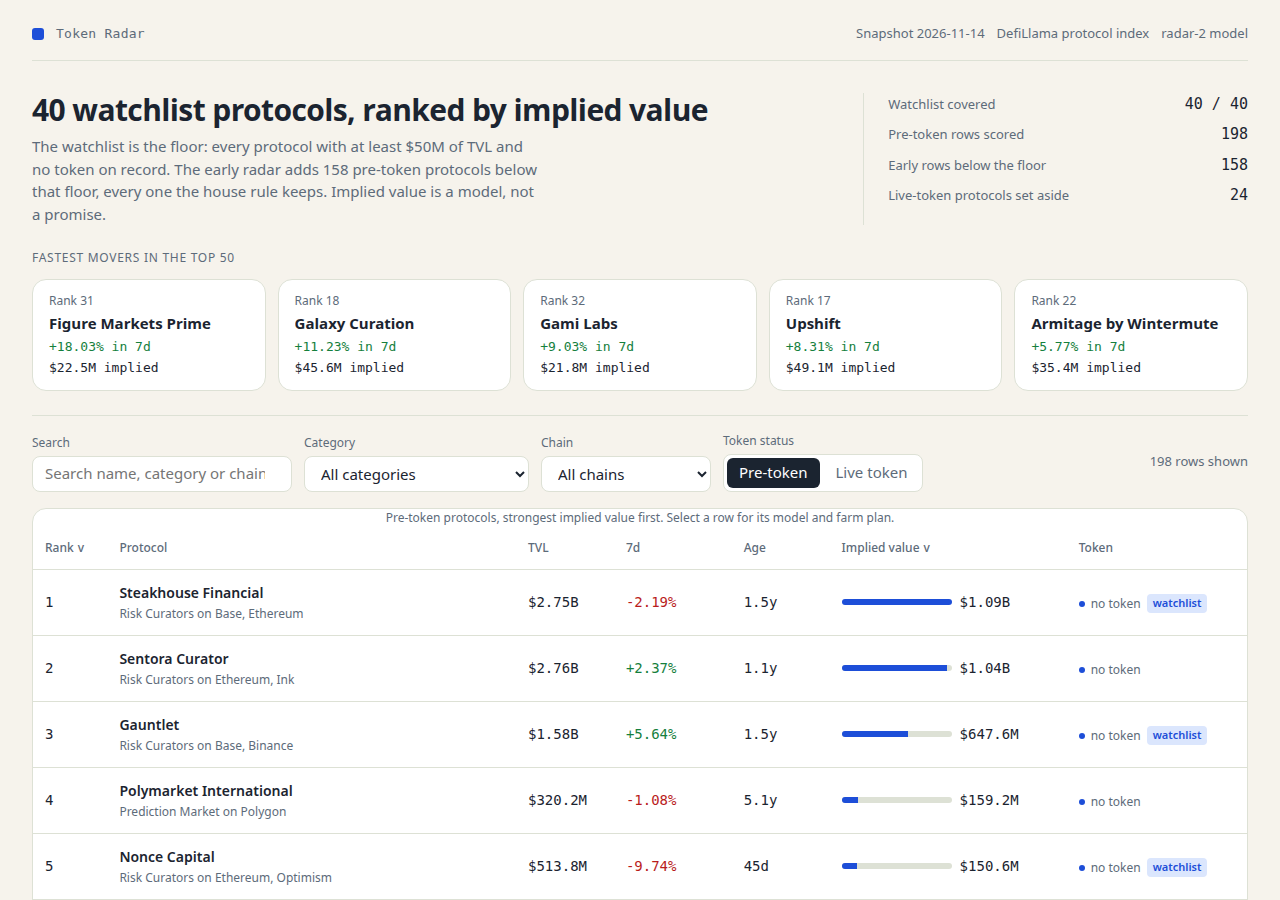 Token Radar
Snapshot 2026-11-14 DefiLlama protocol index radar-2 model
40 watchlist protocols, ranked by implied value
The watchlist is the floor: every protocol with at least $50M of TVL and
no token on record. The early radar adds 158 pre-token protocols below
that floor, every one the house rule keeps. Implied value is a model, not
a promise.
Watchlist covered 40 / 40
Pre-token rows scored 198
Early rows below the floor 158
Live-token protocols set aside 24
FASTEST MOVERS IN THE TOP 50
Rank 31
Figure Markets Prime
+18.03% in 7d
$22.5M implied
Rank 18
Galaxy Curation
+11.23% in 7d
$45.6M implied
Rank 32
Gami Labs
+9.03% in 7d
$21.8M implied
Rank 17
Upshift
+8.31% in 7d
$49.1M implied
Rank 22
Armitage by Wintermute
+5.77% in 7d
$35.4M implied
Search
Search name, category or chain
Category
All categories
Chain
All chains
Token status
Pre-token Live token
198 rows shown
Pre-token protocols, strongest implied value first. Select a row for its model and farm plan.
Rank v Protocol TVL 7d Age Implied value v Token
1 Steakhouse Financial $2.75B -2.19% 1.5y $1.09B no token watchlist
Risk Curators on Base, Ethereum
2 Sentora Curator $2.76B +2.37% 1.1y $1.04B no token
Risk Curators on Ethereum, Ink
3 Gauntlet $1.58B +5.64% 1.5y $647.6M no token watchlist
Risk Curators on Base, Binance
4 Polymarket International $320.2M -1.08% 5.1y $159.2M no token
Prediction Market on Polygon
5 Nonce Capital $513.8M -9.74% 45d $150.6M no token watchlist
Risk Curators on Ethereum, Optimism